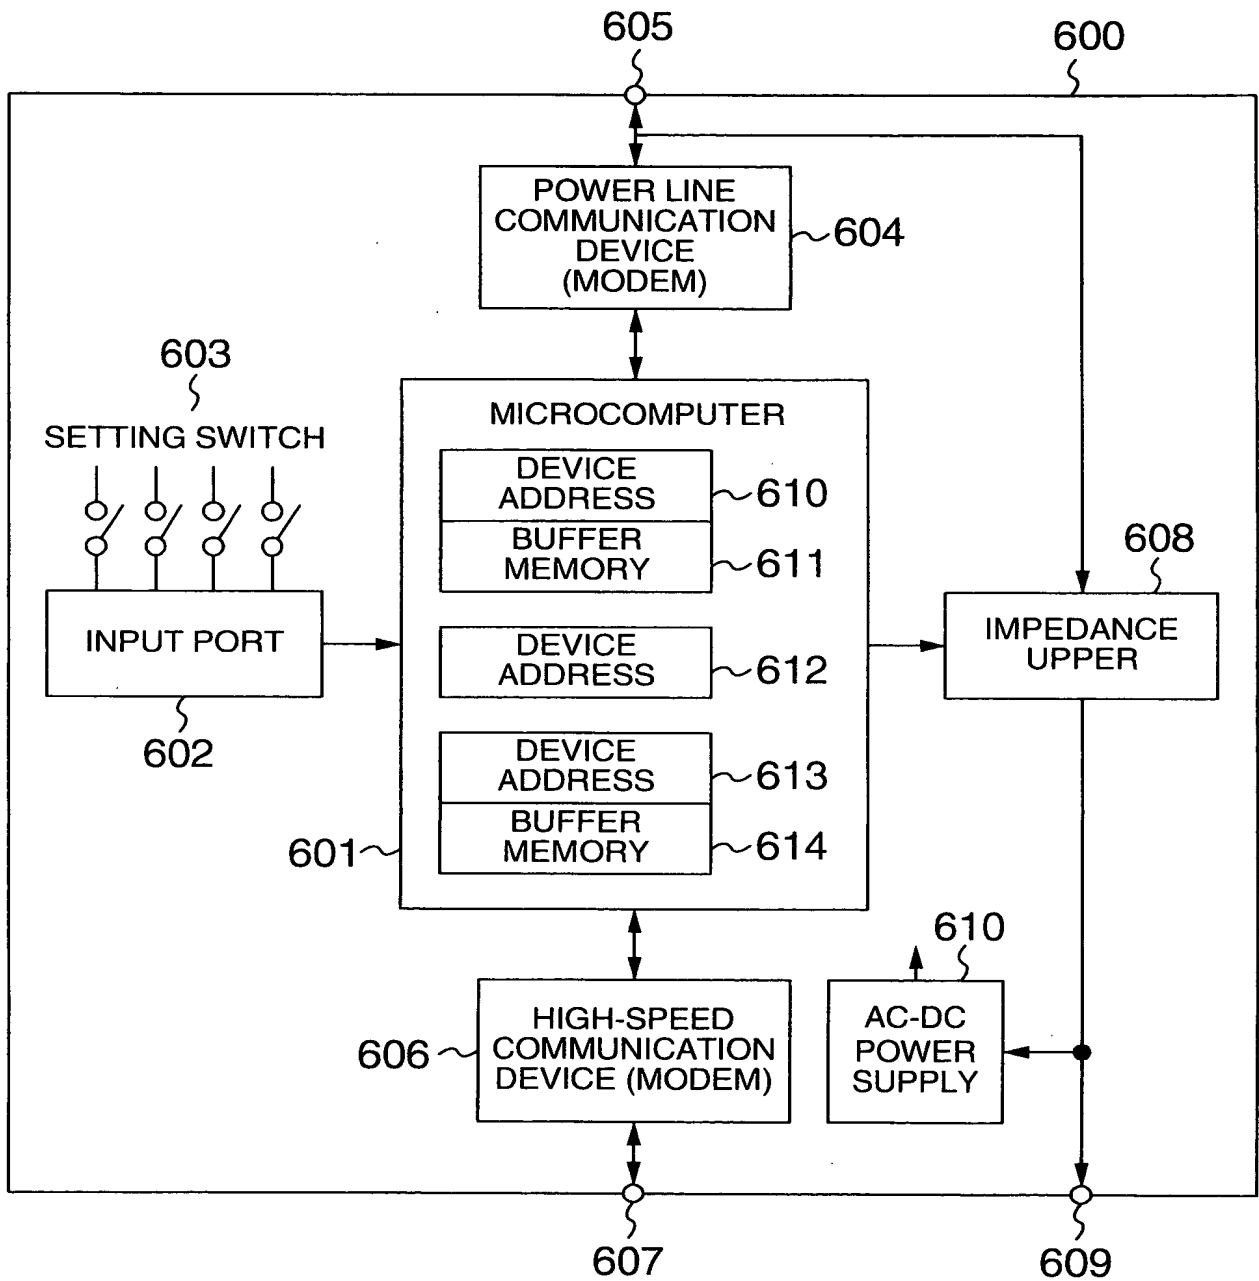 605
600
POWER LINE
COMMUNICATION
DEVICE
(MODEM)
604
603
SETTING SWITCH
MICROCOMPUTER
DEVICE
ADDRESS
610
BUFFER
MEMORY
611
608
INPUT PORT
602
DEVICE
ADDRESS
612
IMPEDANCE
UPPER
DEVICE
ADDRESS
613
BUFFER
MEMORY
614
601
610
HIGH-SPEED
COMMUNICATION
DEVICE (MODEM)
606
AC-DC
POWER
SUPPLY
607
609